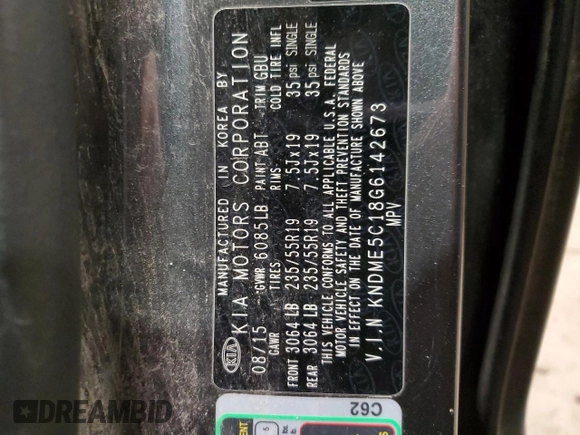 MANUFACTURED IN KOREA BY
KIA KIA MOTORS CORPORATION
08/15 GVWR 6085LB PAINT ABT TRIM GBU
GAWR TIRES RIMS COLD TIRE INFL
FRONT 3064 LB 235/55R19 7.5Jx19 35 psi SINGLE
REAR 3064 LB 235/55R19 7.5Jx19 35 psi SINGLE
THIS VEHICLE CONFORMS TO ALL APPLICABLE U.S.A. FEDERAL
MOTOR VEHICLE SAFETY AND THEFT PREVENTION STANDARDS
IN EFFECT ON THE DATE OF MANUFACTURE SHOWN ABOVE
V.I.N KNDME5C18G6142673
MPV
C62
DREAMBID